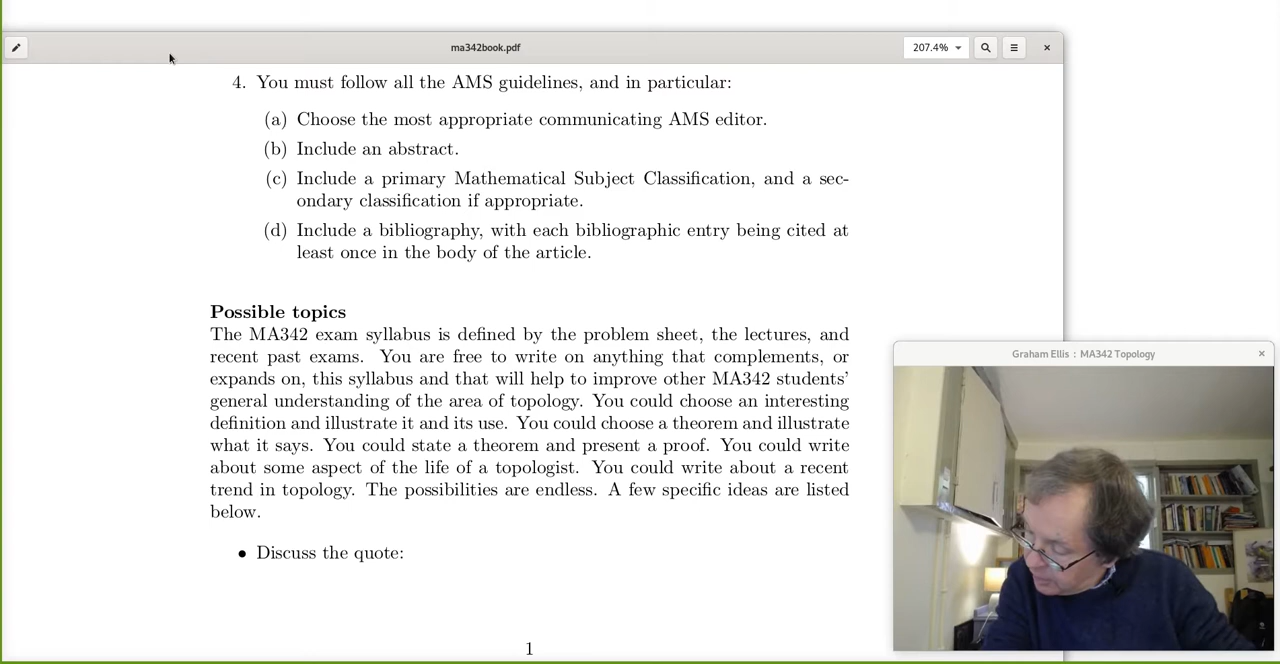 ma342book.pdf
207.4%
4. You must follow all the AMS guidelines, and in particular:
(a) Choose the most appropriate communicating AMS editor.
(b) Include an abstract.
(c) Include a primary Mathematical Subject Classification, and a sec-
ondary classification if appropriate.
(d) Include a bibliography, with each bibliographic entry being cited at
least once in the body of the article.
Possible topics
The MA342 exam syllabus is defined by the problem sheet, the lectures, and
recent past exams. You are free to write on anything that complements, or
expands on, this syllabus and that will help to improve other MA342 students’
general understanding of the area of topology. You could choose an interesting
definition and illustrate it and its use. You could choose a theorem and illustrate
what it says. You could state a theorem and present a proof. You could write
about some aspect of the life of a topologist. You could write about a recent
trend in topology. The possibilities are endless. A few specific ideas are listed
below.
• Discuss the quote:
1
Graham Ellis : MA342 Topology